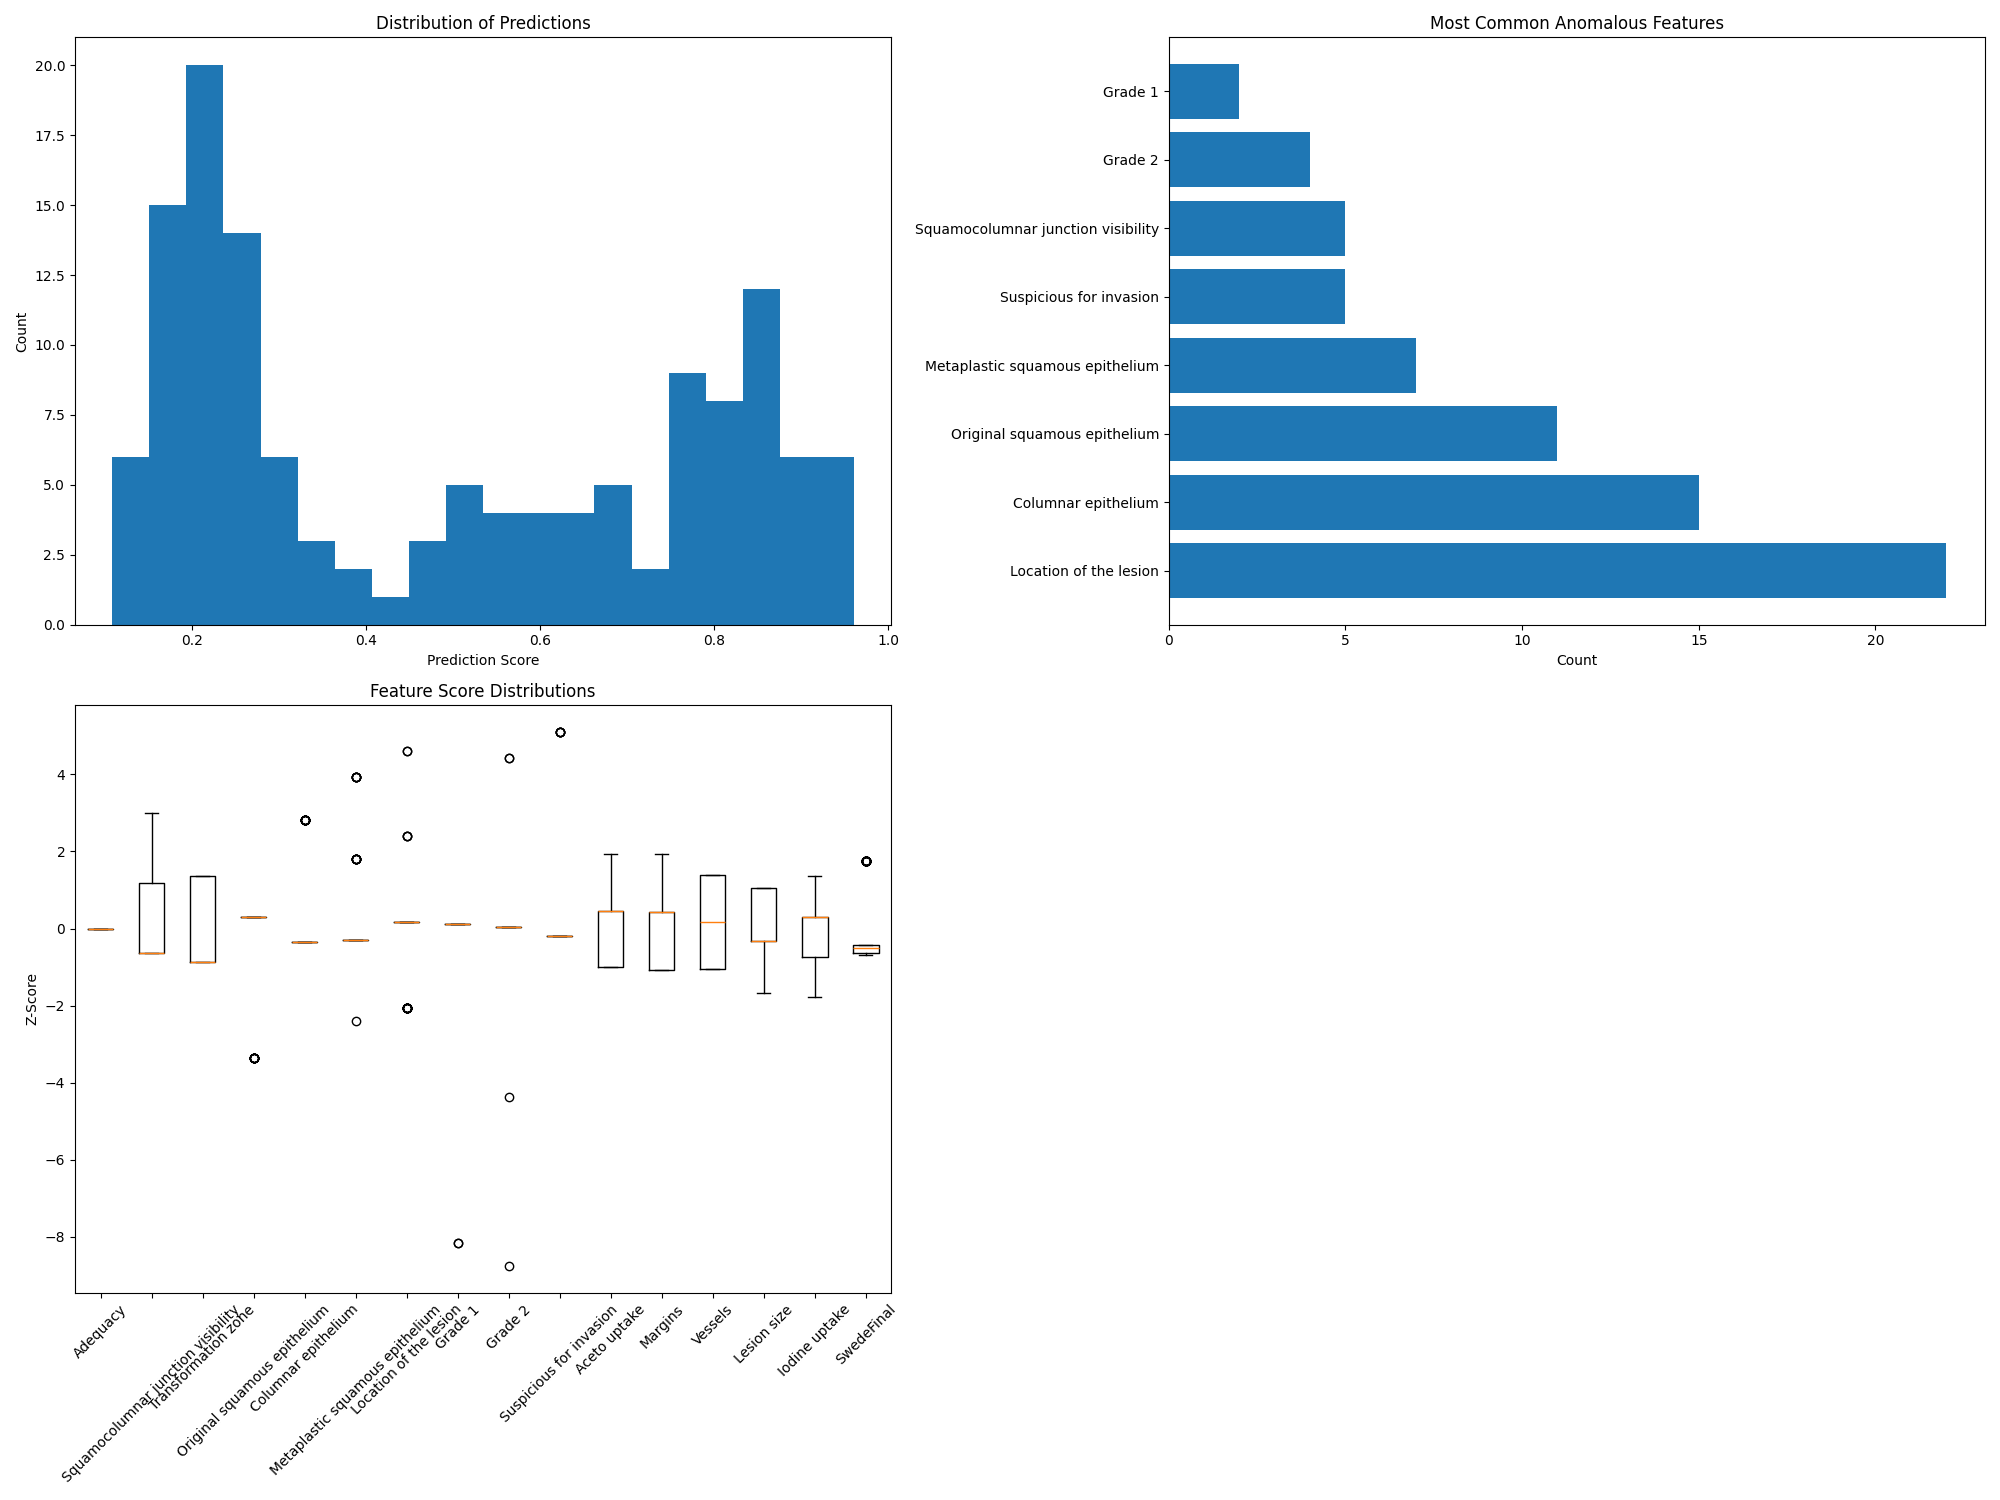 Distribution of Predictions
Count
20.0
17.5
15.0
12.5
10.0
7.5
5.0
2.5
0.0
0.2
0.4
0.6
0.8
1.0
Prediction Score
Most Common Anomalous Features
Grade 1
Grade 2
Squamocolumnar junction visibility
Suspicious for invasion
Metaplastic squamous epithelium
Original squamous epithelium
Columnar epithelium
Location of the lesion
0
5
10
15
20
Count
Feature Score Distributions
Z-Score
4
2
0
−2
−4
−6
−8
Adequacy
Squamocolumnar junction visibility
Transformation zone
Original squamous epithelium
Columnar epithelium
Metaplastic squamous epithelium
Location of the lesion
Grade 1
Grade 2
Suspicious for invasion
Aceto uptake
Margins
Vessels
Lesion size
Iodine uptake
SwedeFinal